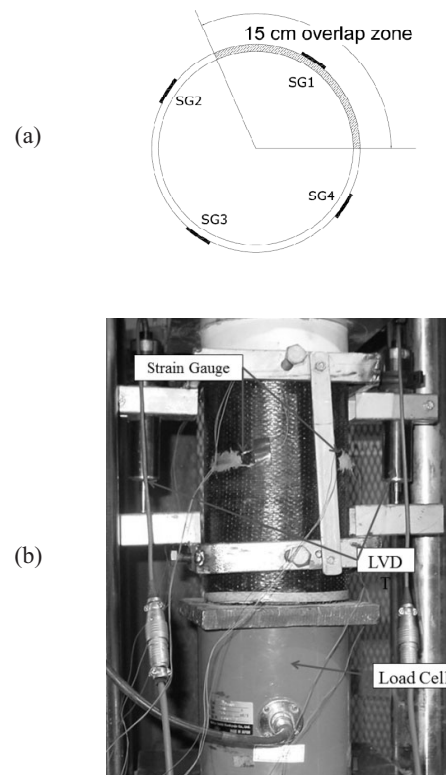 15 cm overlap zone
SG1
SG2
SG4
SG3
(a)
Strain Gauge
LVD
T
(b)
Load Cell